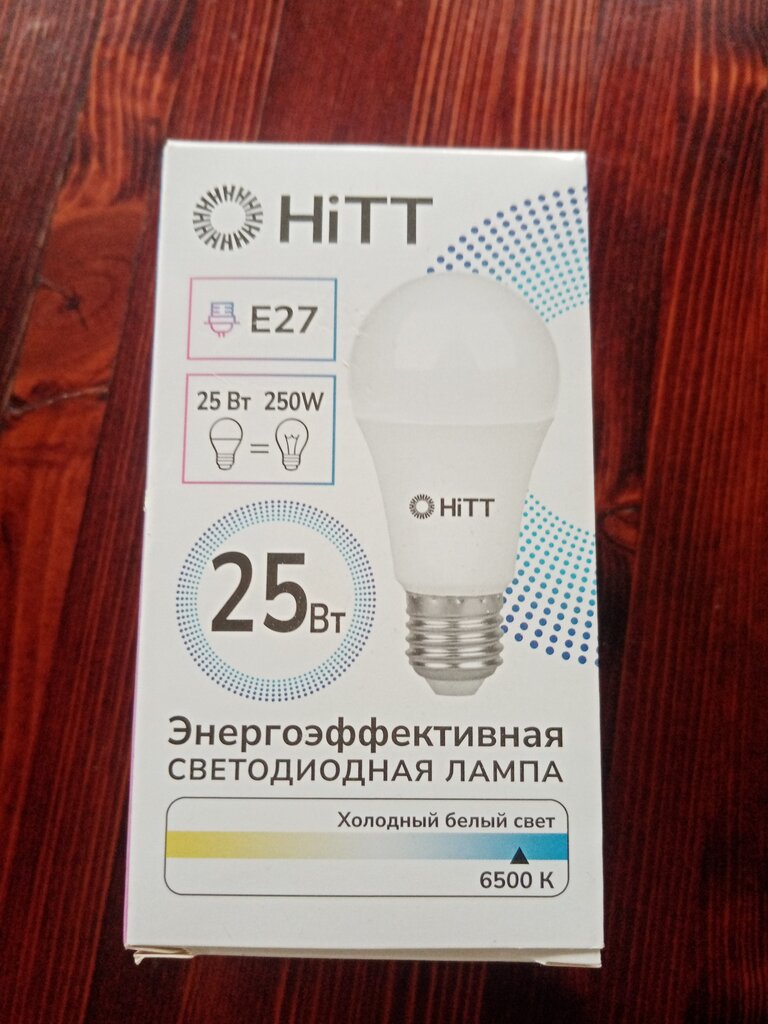 HiTT
E27
25 Вт 250W
=
HiTT
25Вт
Энергоэффективная
СВЕТОДИОДНАЯ ЛАМПА
Холодный белый свет
6500 К